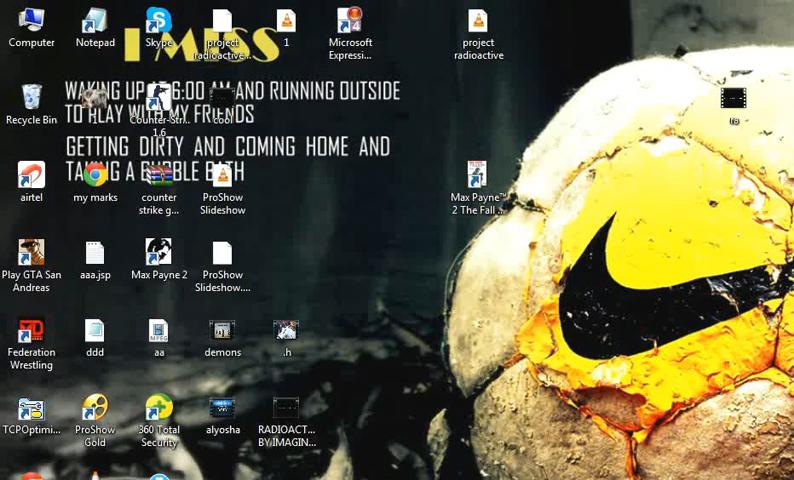 Computer
Notepad
Skype
project
radioactive...
1
Microsoft
Expressi...
project
radioactive
I MISS
WAKING UP AT 6:00 AM AND RUNNING OUTSIDE
TO PLAY WITH MY FRIENDS
GETTING DIRTY AND COMING HOME AND
TAKING A BUBBLE BATH
Recycle Bin
Counter-Stri...
1.6
cool
ra
airtel
my marks
counter
strike g...
ProShow
Slideshow
Max Payne™
2 The Fall ...
Play GTA San
Andreas
aaa.jsp
Max Payne 2
ProShow
Slideshow....
Federation
Wrestling
ddd
MPEG
aa
demons
.h
TCPOptimi...
ProShow
Gold
360 Total
Security
alyosha
RADIOACT...
BY IMAGIN...